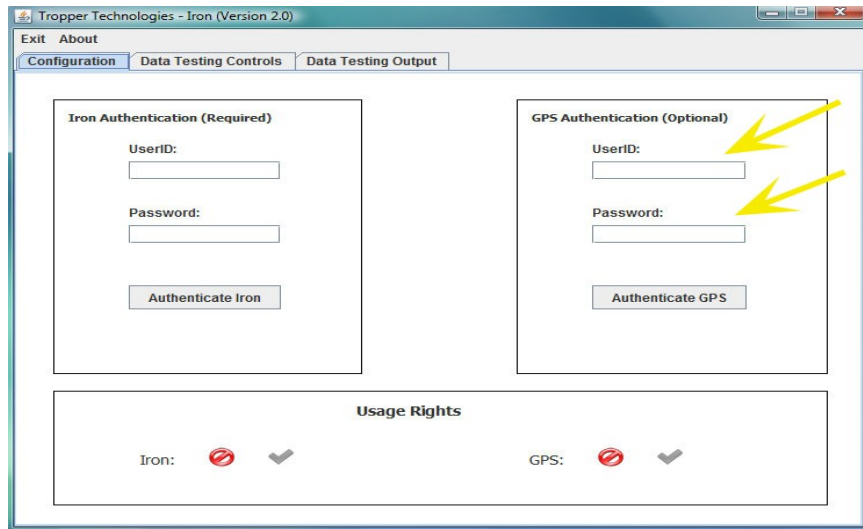 Tropper Technologies - Iron (Version 2.0)
Exit About
Configuration Data Testing Controls Data Testing Output
Iron Authentication (Required)
UserID:
Password:
Authenticate Iron
GPS Authentication (Optional)
UserID:
Password:
Authenticate GPS
Usage Rights
Iron:
GPS: